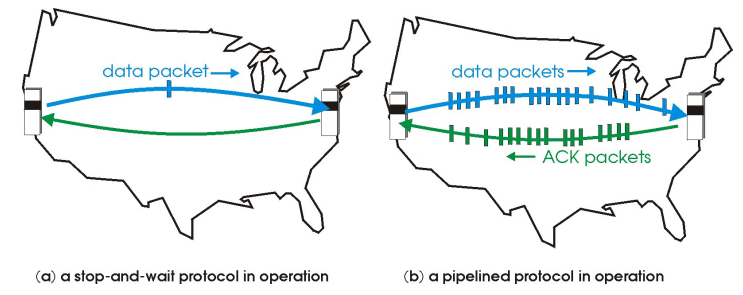 data packet
data packets
ACK packets
(a) a stop-and-wait protocol in operation
(b) a pipelined protocol in operation